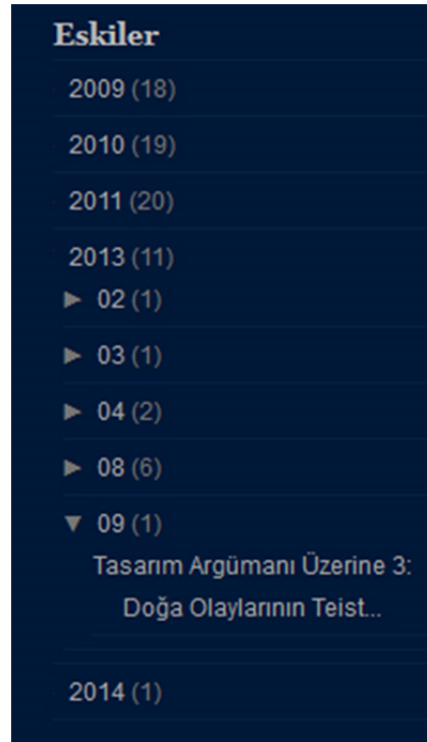 Eskiler
2009 (18)
2010 (19)
2011 (20)
2013 (11)
► 02 (1)
► 03 (1)
► 04 (2)
► 08 (6)
▼ 09 (1)
Tasarım Argümanı Üzerine 3:
Doğa Olaylarının Teist...
2014 (1)